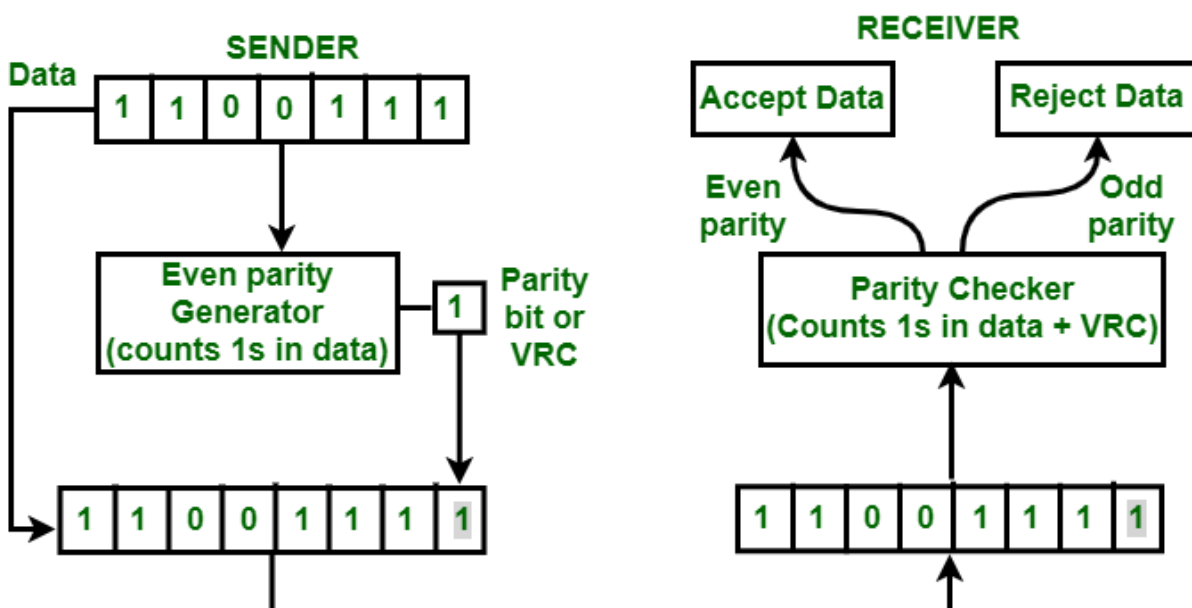 SENDER
Data
1 1 0 0 1 1 1
Even parity
Generator
(counts 1s in data)
1
Parity
bit or
VRC
1 1 0 0 1 1 1 1
RECEIVER
Accept Data
Reject Data
Even
parity
Odd
parity
Parity Checker
(Counts 1s in data + VRC)
1 1 0 0 1 1 1 1